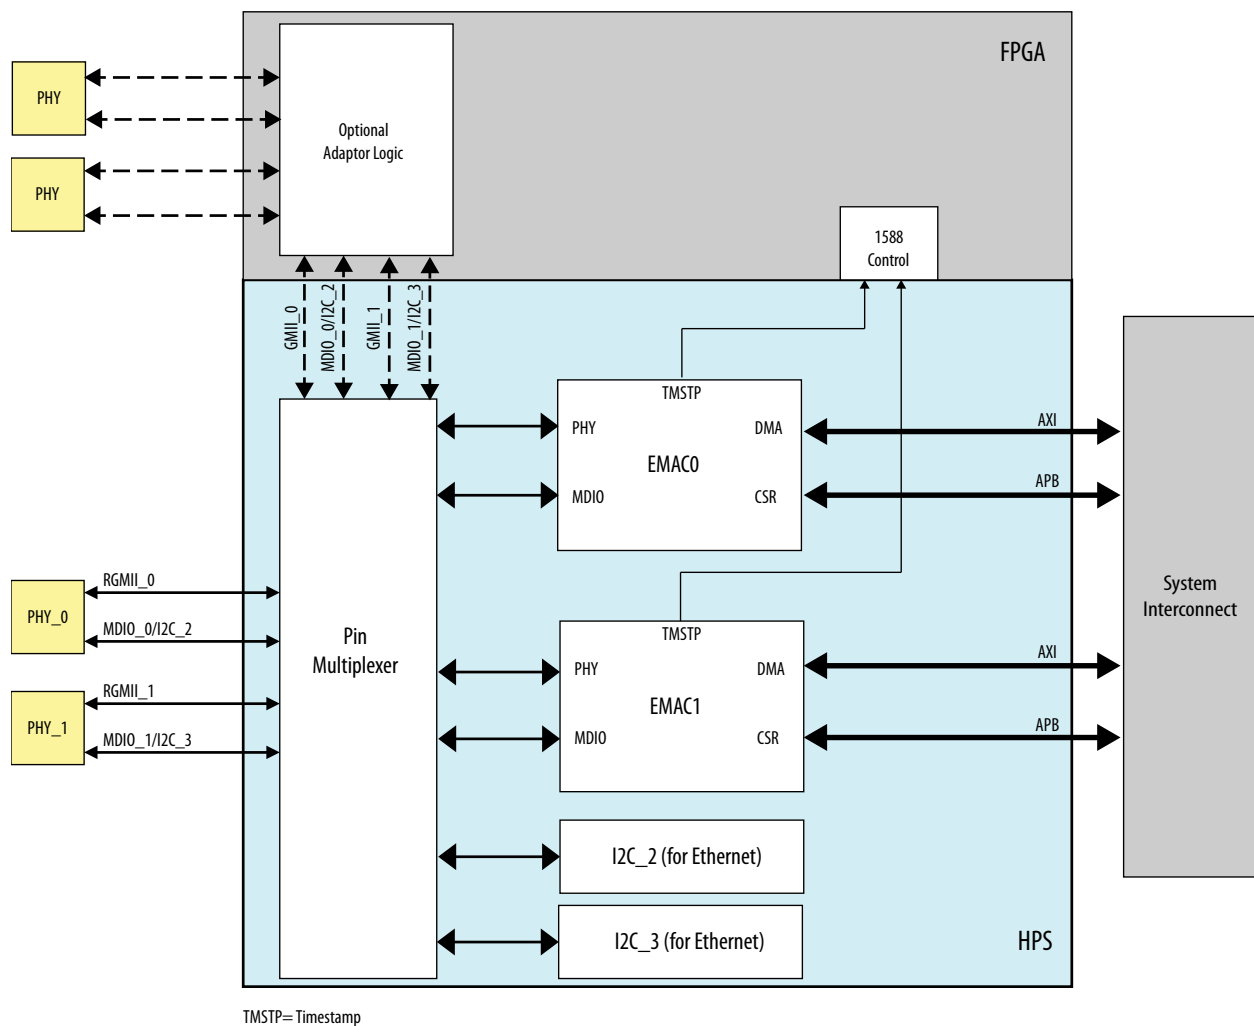 FPGA
PHY
Optional
Adaptor Logic
PHY
1588
Control
GMII_0
MDIO_0/I2C_2
GMII_1
MDIO_1/I2C_3
TMSTP
PHY
DMA
EMAC0
MDIO
CSR
AXI
APB
RGMII_0
PHY_0
MDIO_0/I2C_2
RGMII_1
PHY_1
MDIO_1/I2C_3
Pin
Multiplexer
System
Interconnect
TMSTP
PHY
DMA
EMAC1
MDIO
CSR
AXI
APB
I2C_2 (for Ethernet)
I2C_3 (for Ethernet)
HPS
TMSTP= Timestamp